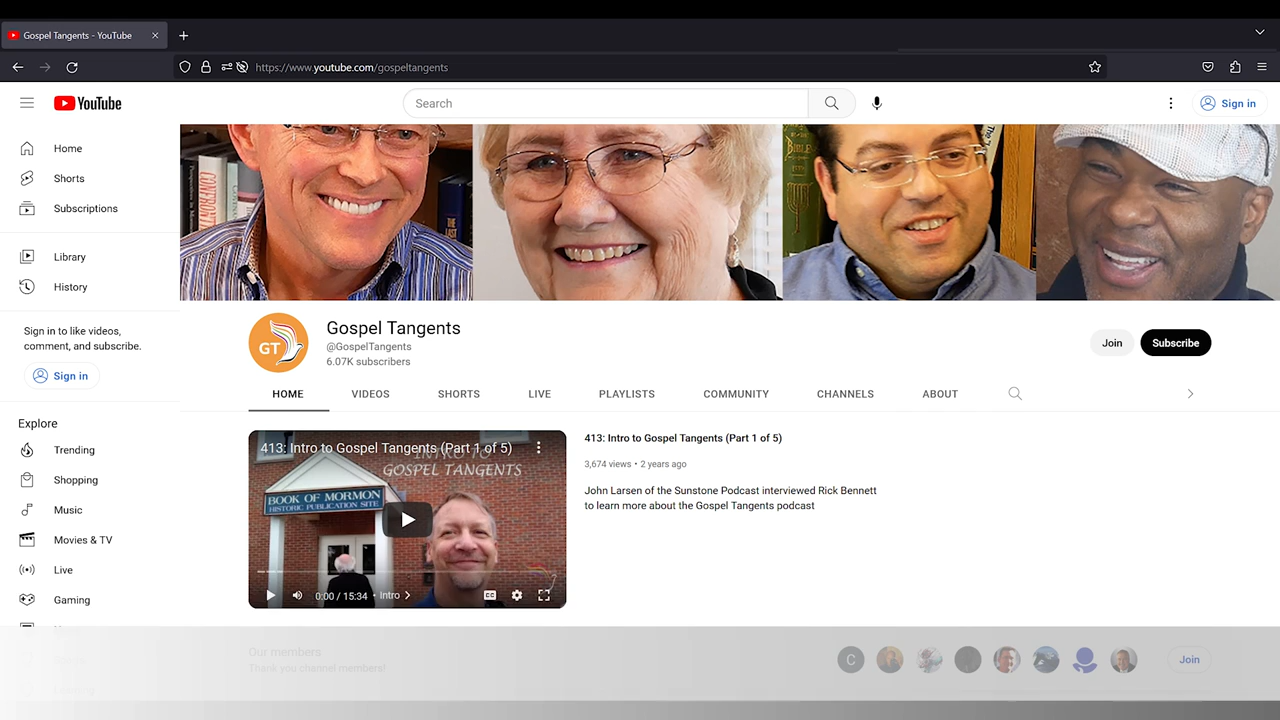 Gospel Tangents - YouTube
https://www.youtube.com/gospeltangents
YouTube
Search
Sign in
Home
Shorts
Subscriptions
Library
History
Sign in to like videos,
comment, and subscribe.
Sign in
Explore
Trending
Shopping
Music
Movies & TV
Live
Gaming
CONFRONT
THE LAST
BIBLE
The
GT
Gospel Tangents
@GospelTangents
6.07K subscribers
Join
Subscribe
HOME
VIDEOS
SHORTS
LIVE
PLAYLISTS
COMMUNITY
CHANNELS
ABOUT
413: Intro to Gospel Tangents (Part 1 of 5)
INTRO TO
GOSPEL TANGENTS
BOOK OF MORMON
HISTORIC PUBLICATION SITE
0:00 / 15:34 • Intro
CC
413: Intro to Gospel Tangents (Part 1 of 5)
3,674 views • 2 years ago
John Larsen of the Sunstone Podcast interviewed Rick Bennett
to learn more about the Gospel Tangents podcast
Our members
Thank you channel members!
C
Join